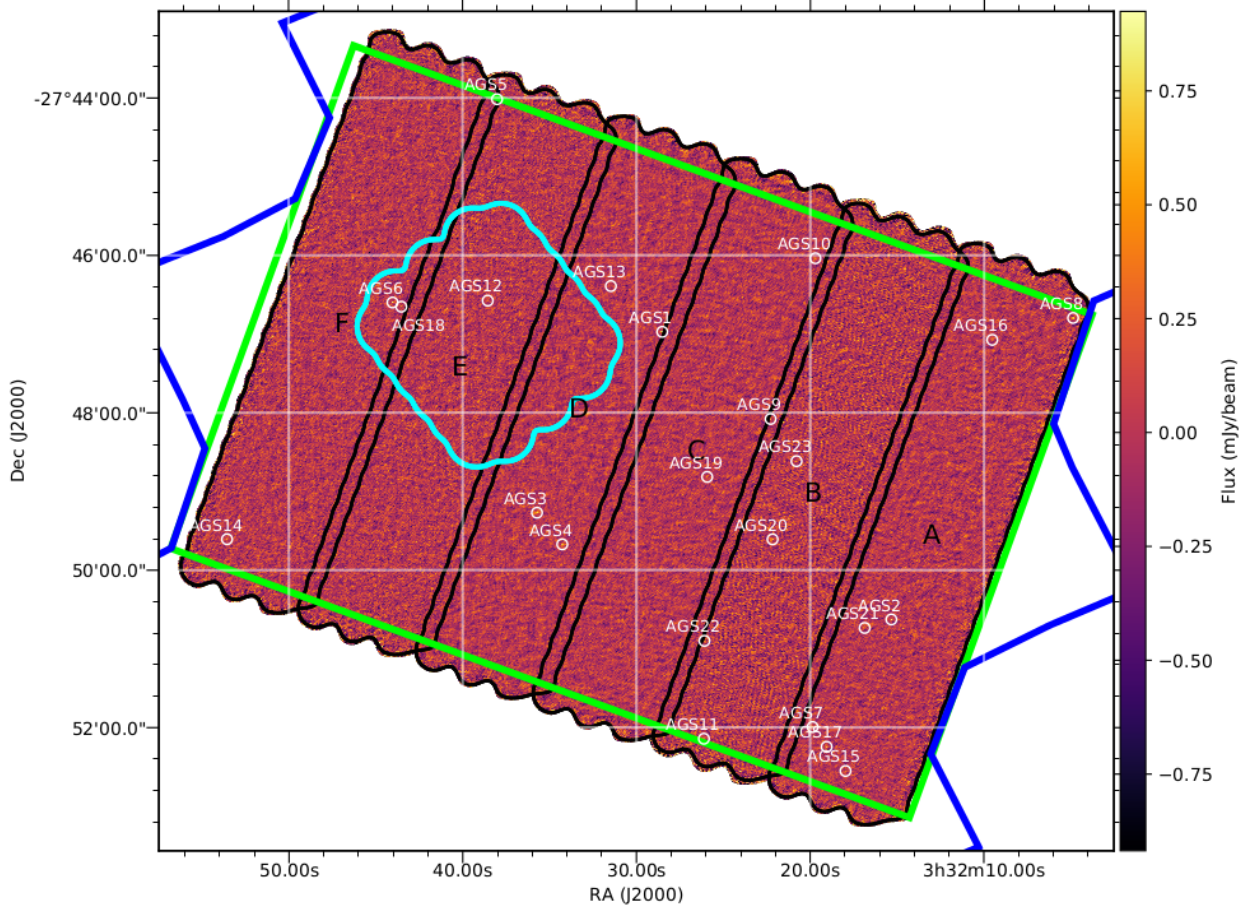 AGS5
-27°44'00.0"
0.75
0.50
AGS10
46'00.0"
AGS13
AGS12
AGS6
AGS8
0.25
AGS18
AGS1
AGS16
F
E
D
AGS9
48'00.0"
0.00
Dec (J2000)
Flux (mJy/beam)
C
AGS23
AGS19
B
AGS3
AGS14
AGS4
AGS20
A
50'00.0"
−0.25
AGS2
AGS21
AGS22
−0.50
AGS7
AGS11
52'00.0"
AGS17
AGS15
−0.75
50.00s
40.00s
30.00s
20.00s
3h32m10.00s
RA (J2000)